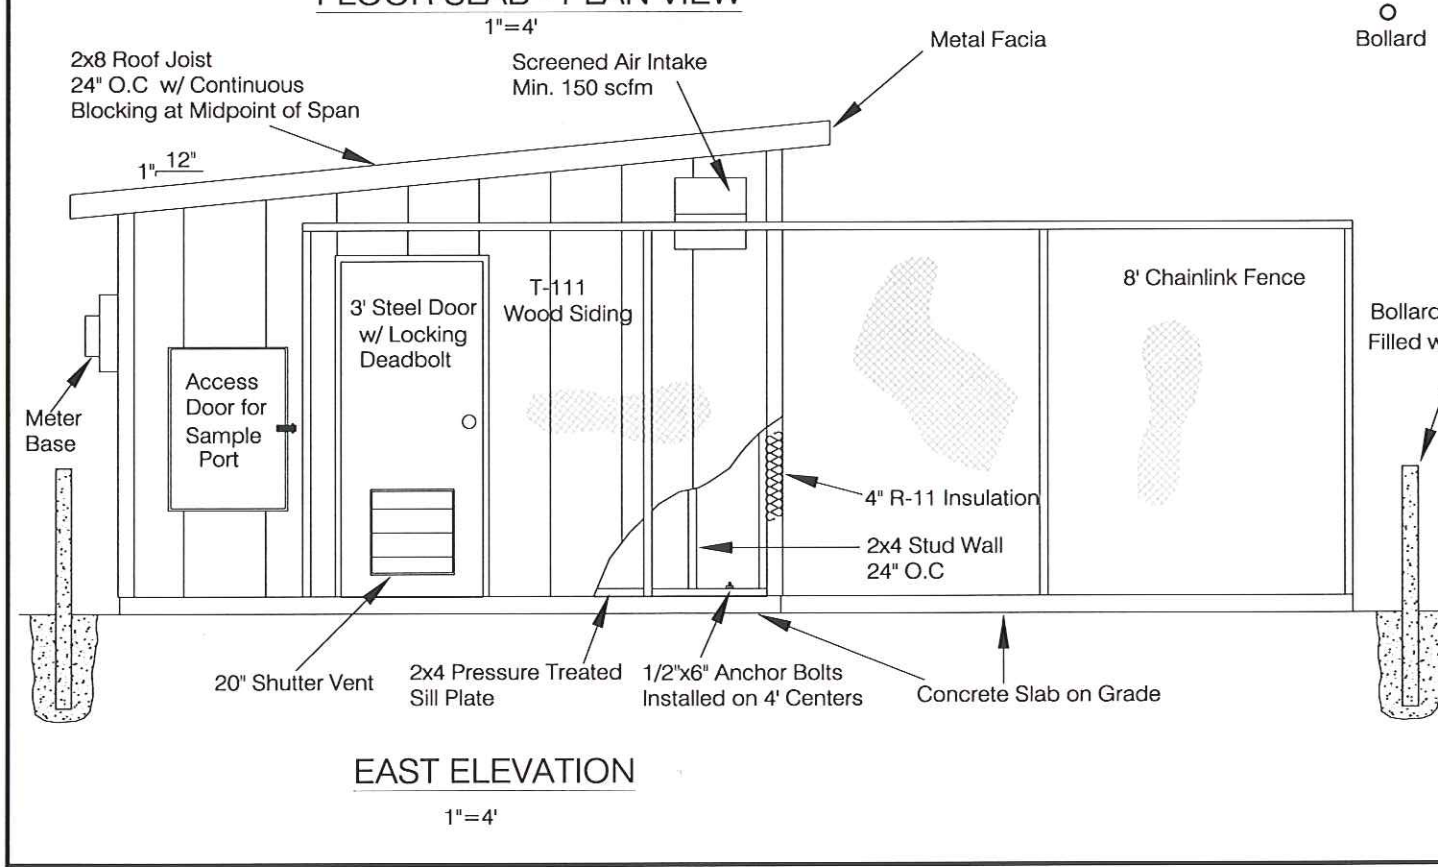 FLOOR SLAB - PLAN VIEW
1"=4'
Bollard
2x8 Roof Joist
24" O.C w/ Continuous
Blocking at Midpoint of Span
Screened Air Intake
Min. 150 scfm
Metal Facia
1" 12"
8' Chainlink Fence
T-111
Wood Siding
3' Steel Door
w/ Locking
Deadbolt
Bollard
Filled w
Access
Door for
Sample
Port
Meter
Base
4" R-11 Insulation
2x4 Stud Wall
24" O.C
20" Shutter Vent
2x4 Pressure Treated
Sill Plate
1/2"x6" Anchor Bolts
Installed on 4' Centers
Concrete Slab on Grade
EAST ELEVATION
1"=4'